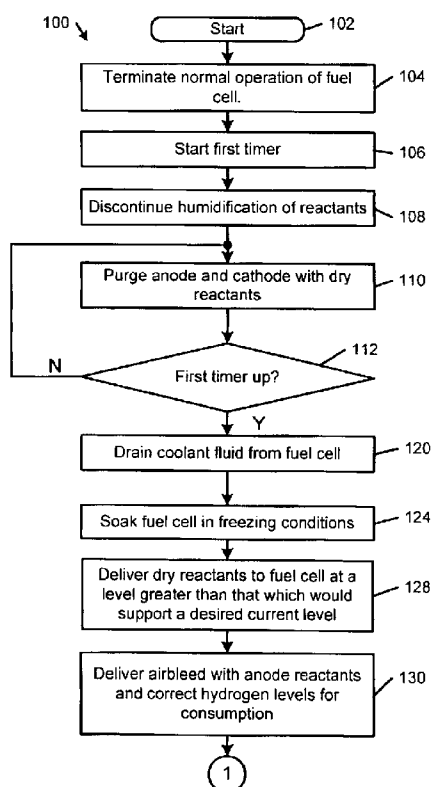 100
Start
102
Terminate normal operation of fuel
cell.
104
Start first timer
106
Discontinue humidification of reactants
108
Purge anode and cathode with dry
reactants
110
112
First timer up?
N
Y
Drain coolant fluid from fuel cell
120
Soak fuel cell in freezing conditions
124
Deliver dry reactants to fuel cell at a
level greater than that which would
support a desired current level
128
Deliver airbleed with anode reactants
and correct hydrogen levels for
consumption
130
1